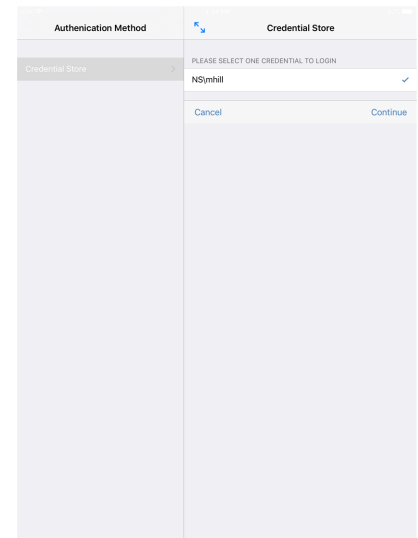 Authenication Method
Credential Store
Credential Store
PLEASE SELECT ONE CREDENTIAL TO LOGIN
NS\mhill
Cancel
Continue